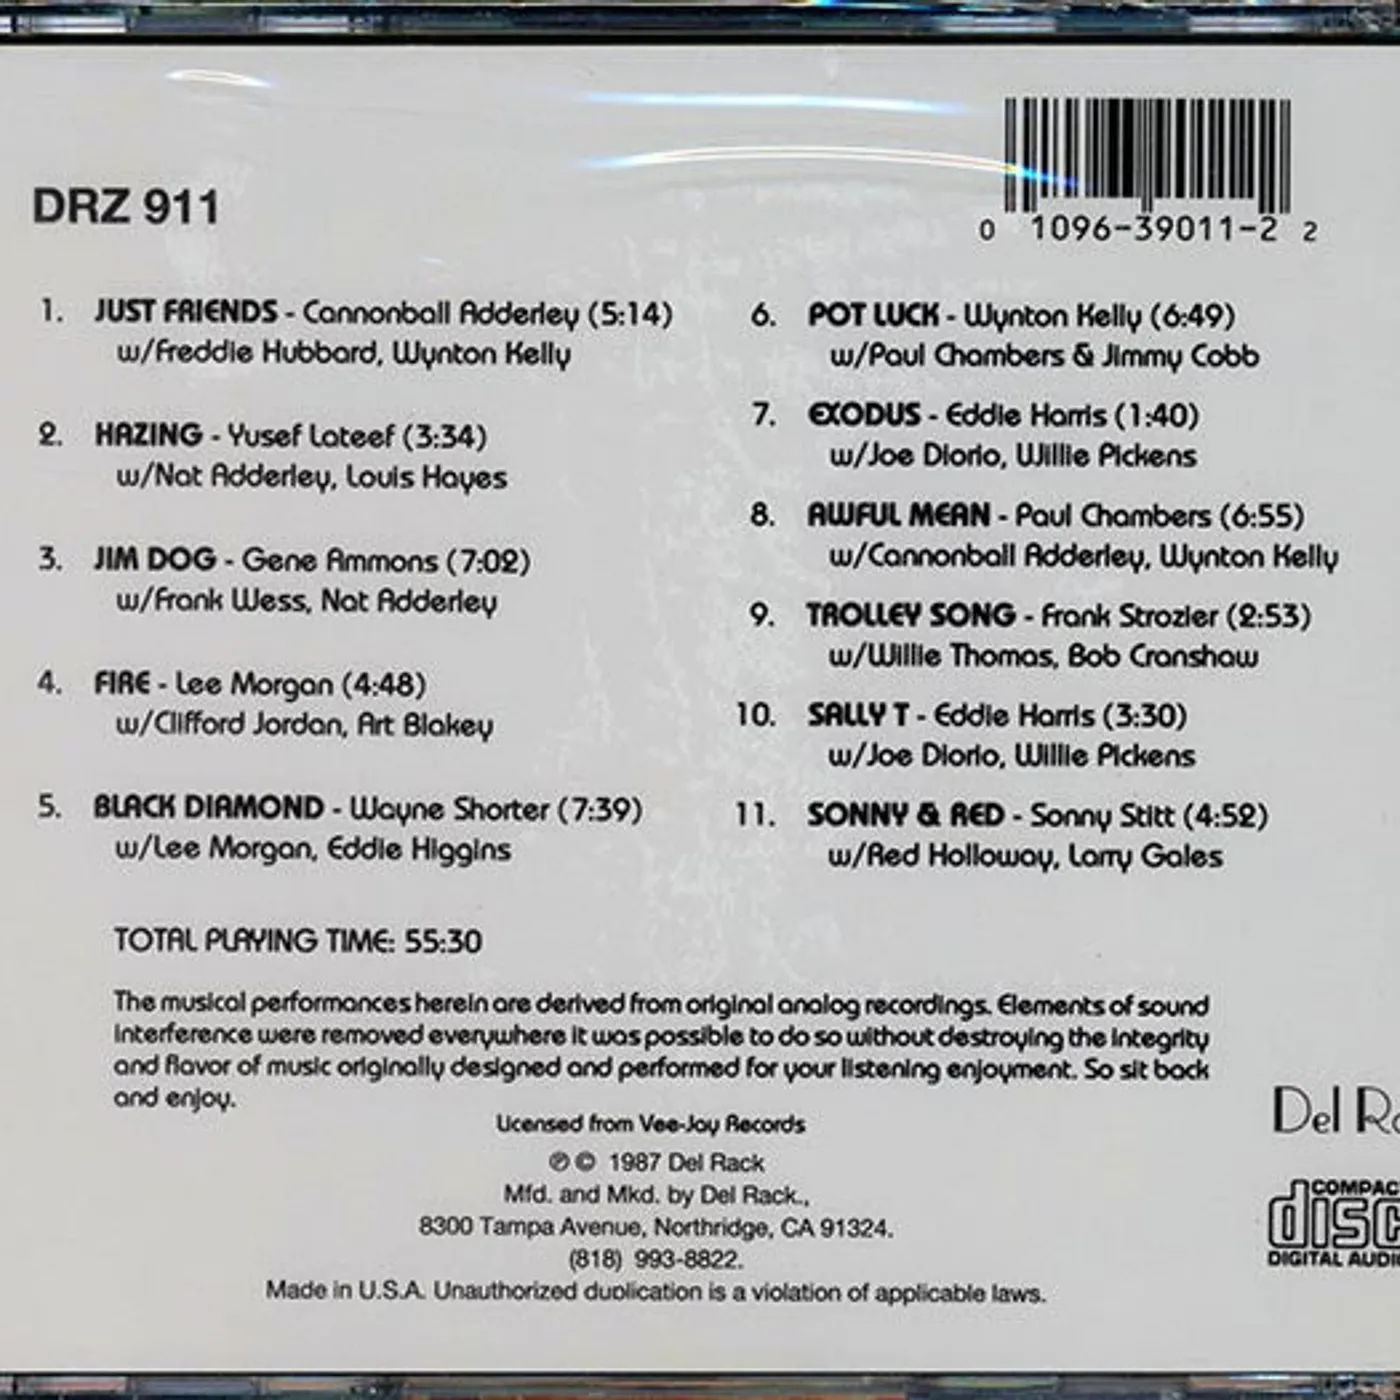 DRZ 911
0 1096-39011-2 2
1. JUST FRIENDS - Cannonball Adderley (5:14)
w/Freddie Hubbard, Wynton Kelly
2. HAZING - Yusef Lateef (3:34)
w/Nat Adderley, Louis Hayes
3. JIM DOG - Gene Ammons (7:02)
w/Frank Wess, Nat Adderley
4. FIRE - Lee Morgan (4:48)
w/Clifford Jordan, Art Blakey
5. BLACK DIAMOND - Wayne Shorter (7:39)
w/Lee Morgan, Eddie Higgins
6. POT LUCK - Wynton Kelly (6:49)
w/Paul Chambers & Jimmy Cobb
7. EXODUS - Eddie Harris (1:40)
w/Joe Diorio, Willie Pickens
8. AWFUL MEAN - Paul Chambers (6:55)
w/Cannonball Adderley, Wynton Kelly
9. TROLLEY SONG - Frank Strozier (2:53)
w/Willie Thomas, Bob Cranshaw
10. SALLY T - Eddie Harris (3:30)
w/Joe Diorio, Willie Pickens
11. SONNY & RED - Sonny Stitt (4:52)
w/Red Holloway, Larry Gales
TOTAL PLAYING TIME: 55:30
The musical performances herein are derived from original analog recordings. Elements of sound
interference were removed everywhere it was possible to do so without destroying the integrity
and flavor of music originally designed and performed for your listening enjoyment. So sit back
and enjoy.
Licensed from Vee-Jay Records
℗ © 1987 Del Rack
Mfd. and Mkd. by Del Rack.,
8300 Tampa Avenue, Northridge, CA 91324.
(818) 993-8822.
Made in U.S.A. Unauthorized duplication is a violation of applicable laws.
Del
disc
DIGITAL